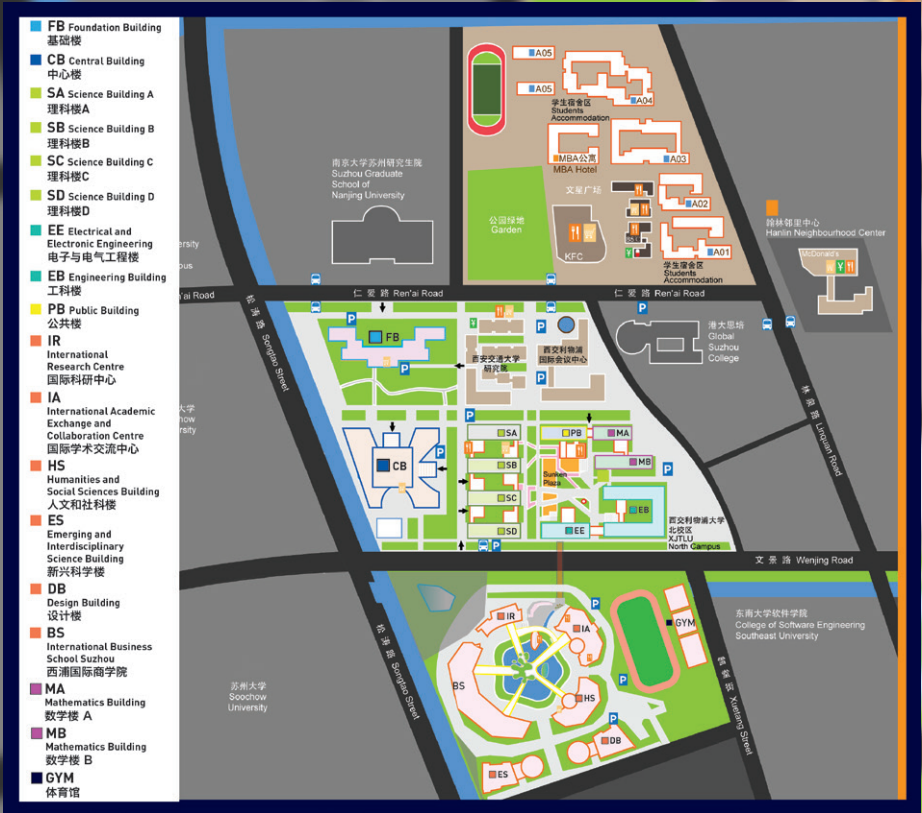 FB Foundation Building
基础楼
CB Central Building
中心楼
SA Science Building A
理科楼A
SB Science Building B
理科楼B
SC Science Building C
理科楼C
SD Science Building D
理科楼D
EE Electrical and
Electronic Engineering
电子与电气工程楼
EB Engineering Building
工科楼
PB Public Building
公共楼
IR
International
Research Centre
国际科研中心
IA
International Academic
Exchange and
Collaboration Centre
国际学术交流中心
HS
Humanities and
Social Sciences Building
人文和社科楼
ES
Emerging and
Interdisciplinary
Science Building
新兴科学楼
DB
Design Building
设计楼
BS
International Business
School Suzhou
西浦国际商学院
MA
Mathematics Building
数学楼 A
MB
Mathematics Building
数学楼 B
GYM
体育馆
A05
A05
A04
学生宿舍区
Students
Accommodation
MBA公寓
MBA Hotel
A03
南京大学苏州研究生院
Suzhou Graduate
School of
Nanjing University
文星广场
A02
公园绿地
Garden
KFC
A01
学生宿舍区
Students
Accommodation
翰林邻里中心
Hanlin Neighbourhood Center
McDonald's
ersity
pus
n'ai Road
仁爱路 Ren'ai Road
仁爱路 Ren'ai Road
松涛路 Songtao Street
P
P
P
P
FB
P
西安交通大学
研究院
西交利物浦
国际会议中心
P
港大思培
Global
Suzhou
College
林泉路 Linquan Road
大学
how
rsity
P
SA
PB
MA
CB
P
SB
Sunken
Plaza
MB
P
SC
EB
SD
EE
P
西交利物浦大学
北校区
XJTLU
North Campus
文景路 Wenjing Road
松涛路 Songtao Street
IR
IA
P
GYM
东南大学软件学院
College of Software Engineering
Southeast University
苏州大学
Soochow
University
BS
HS
P
P
DB
ES
Xuetang Street